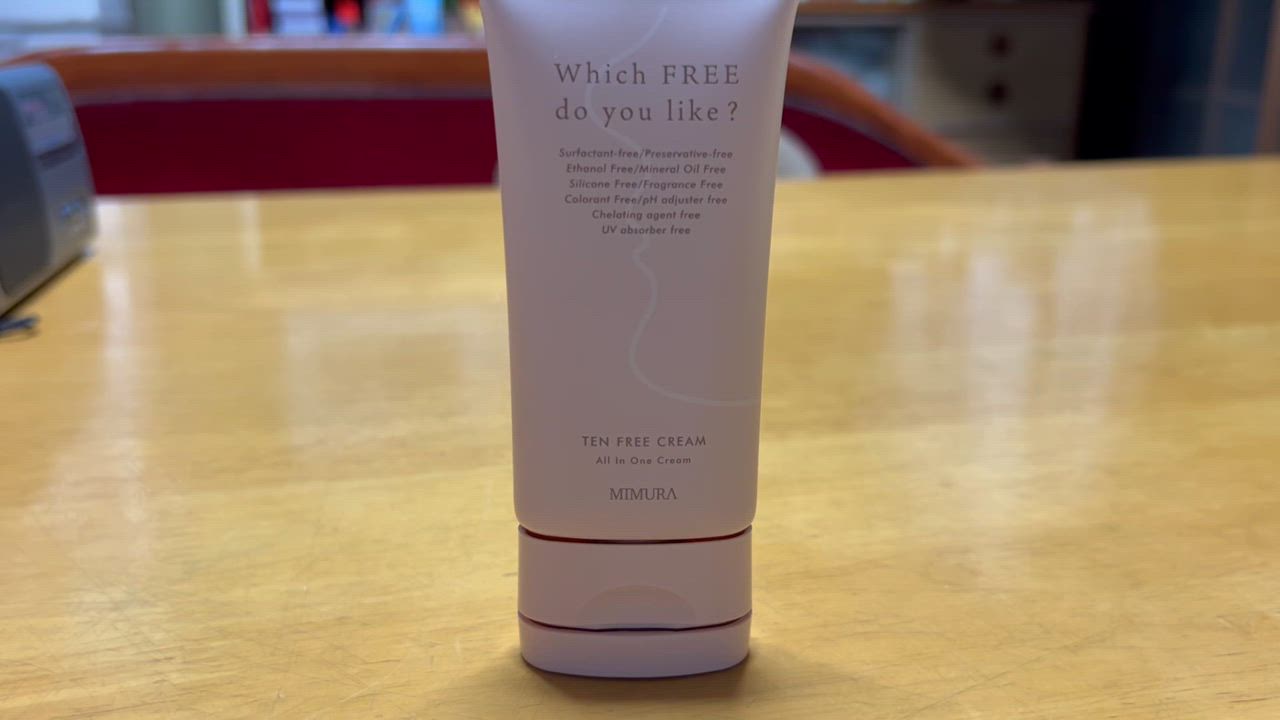 Which FREE
do you like?
Surfactant-free/Preservative-free
Ethanol Free/Mineral Oil Free
Silicone Free/Fragrance Free
Colorant Free/pH adjuster free
Chelating agent free
UV absorber free
TEN FREE CREAM
All In One Cream
MIMURA